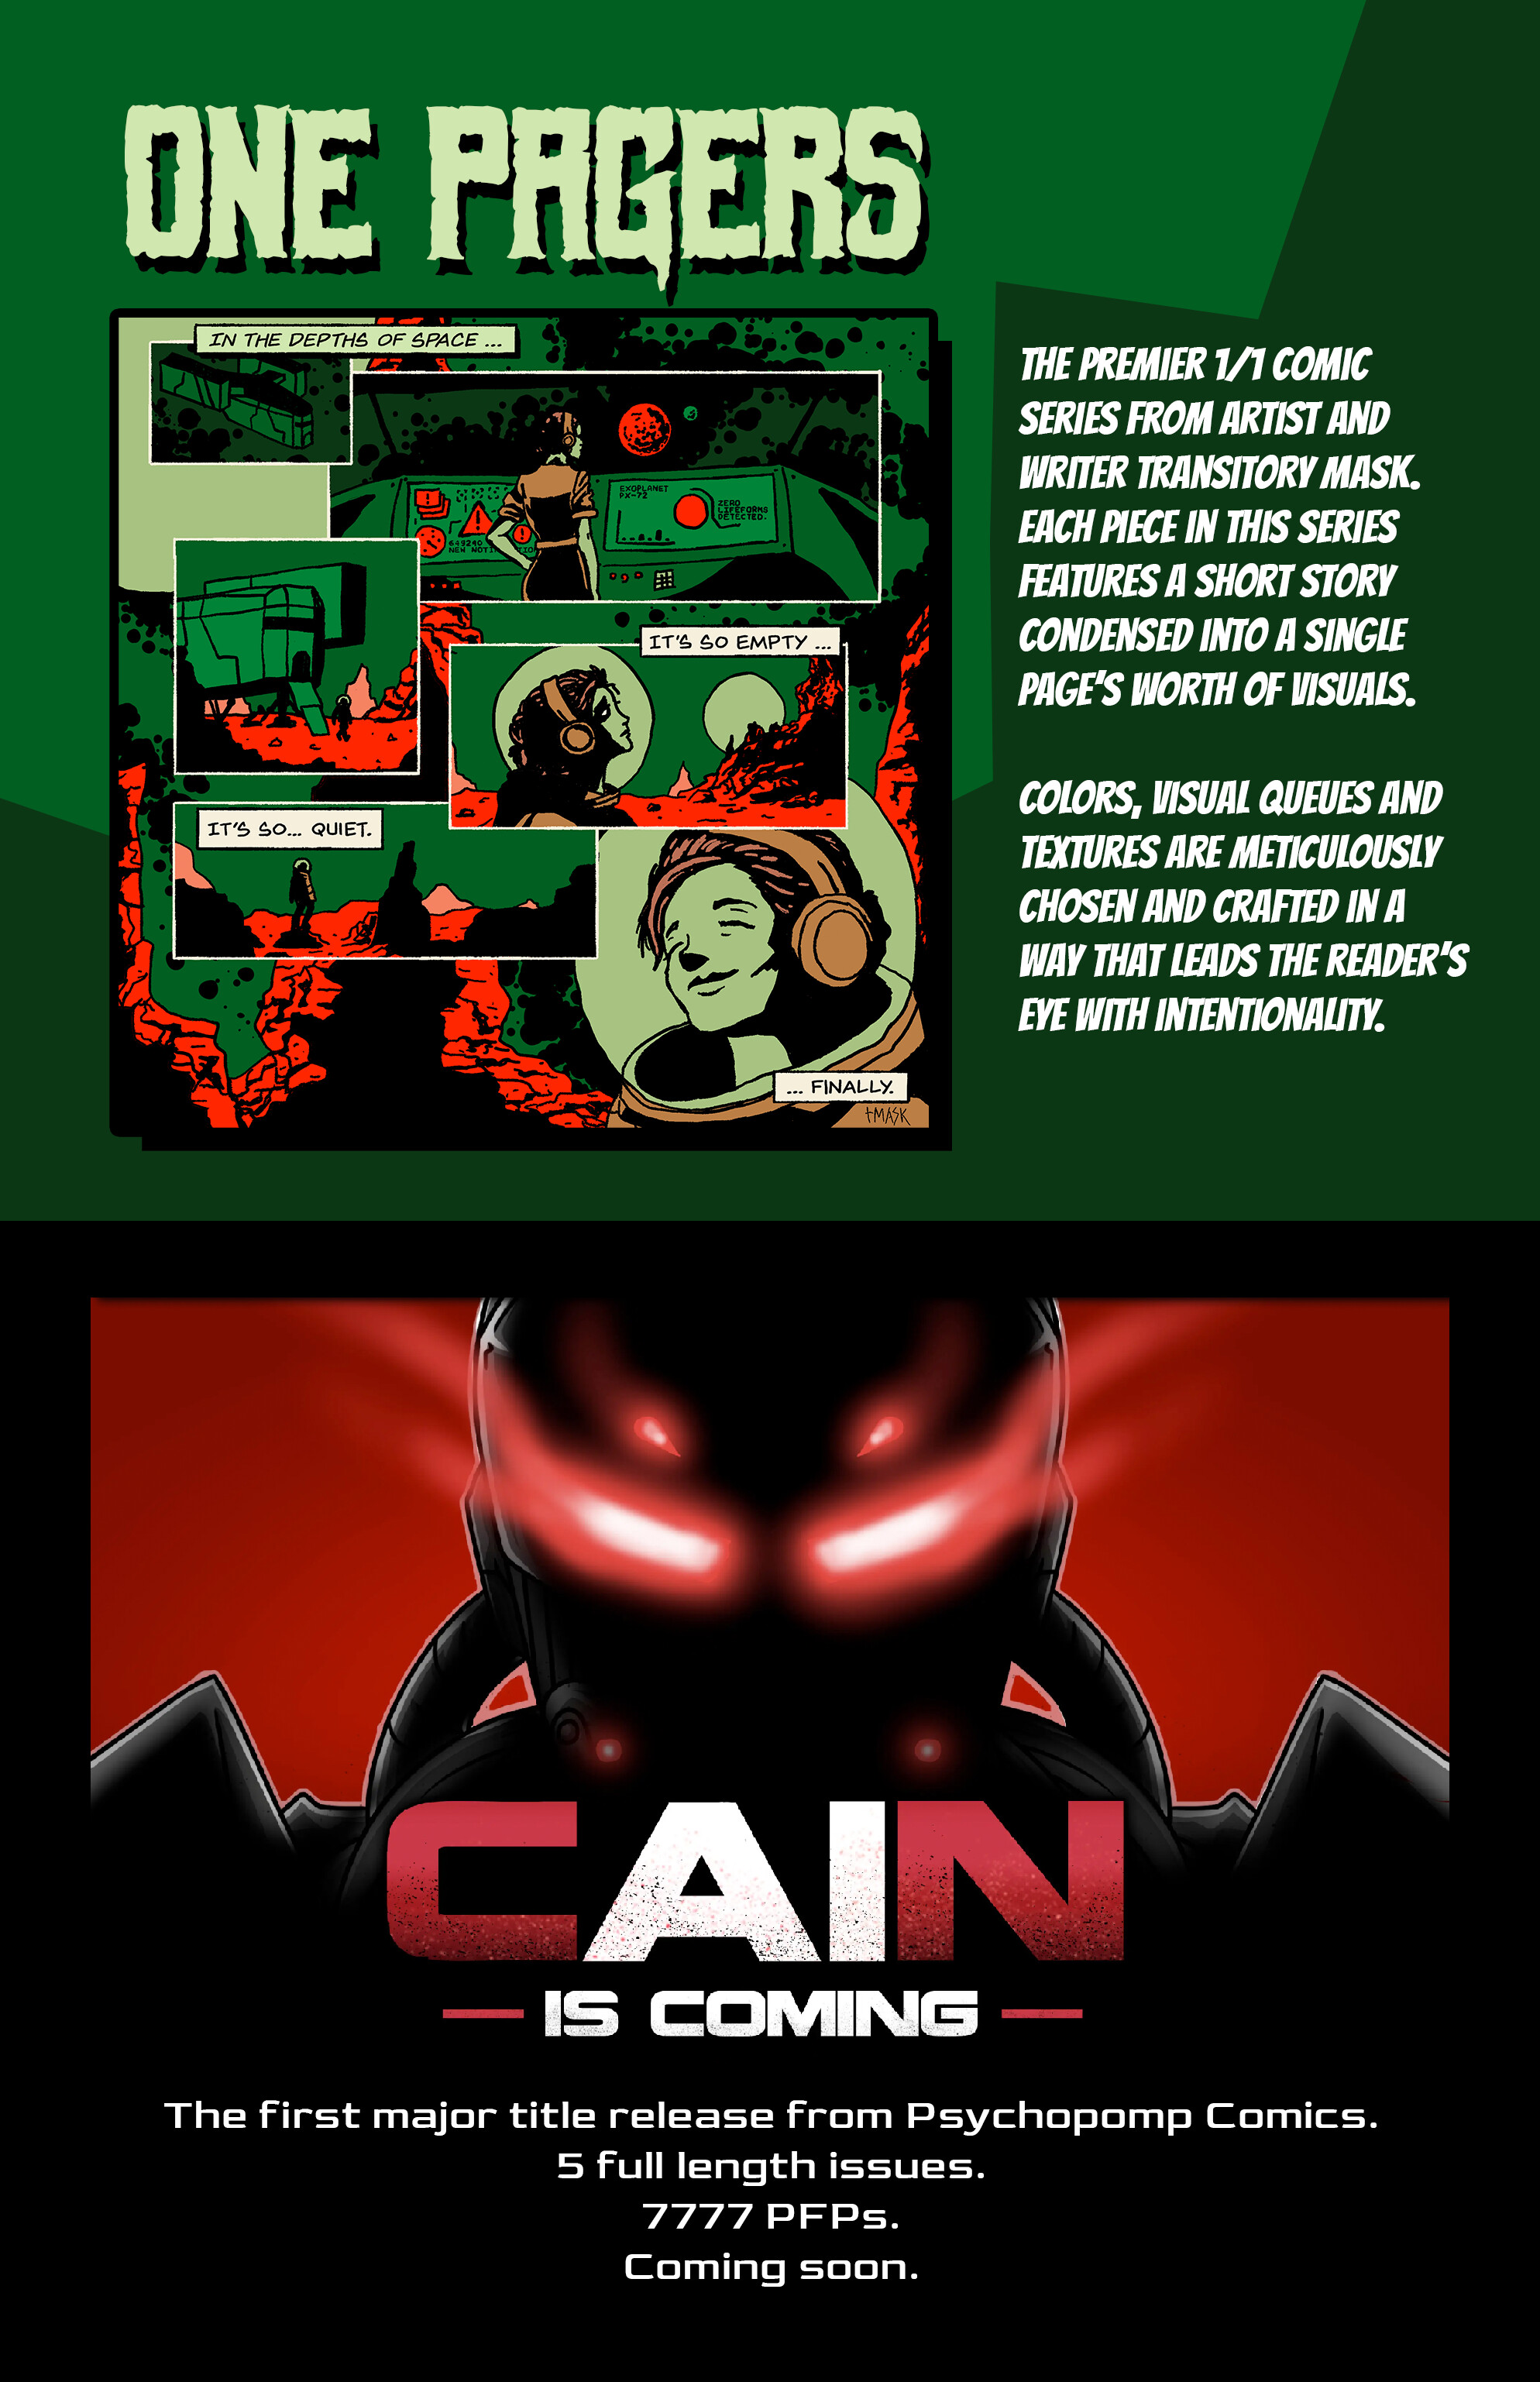 ONE PAGERS
IN THE DEPTHS OF SPACE ...
EXOPLANET
PX-72
ZERO
LIFEFORMS
DETECTED.
649240
NEW NOTI
IT'S SO EMPTY ...
IT'S SO... QUIET.
... FINALLY.
tMASK
THE PREMIER 1/1 COMIC
SERIES FROM ARTIST AND
WRITER TRANSITORY MASK.
EACH PIECE IN THIS SERIES
FEATURES A SHORT STORY
CONDENSED INTO A SINGLE
PAGE'S WORTH OF VISUALS.
COLORS, VISUAL QUEUES AND
TEXTURES ARE METICULOUSLY
CHOSEN AND CRAFTED IN A
WAY THAT LEADS THE READER'S
EYE WITH INTENTIONALITY.
CAIN
IS COMING
The first major title release from Psychopomp Comics.
5 full length issues.
7777 PFPs.
Coming soon.